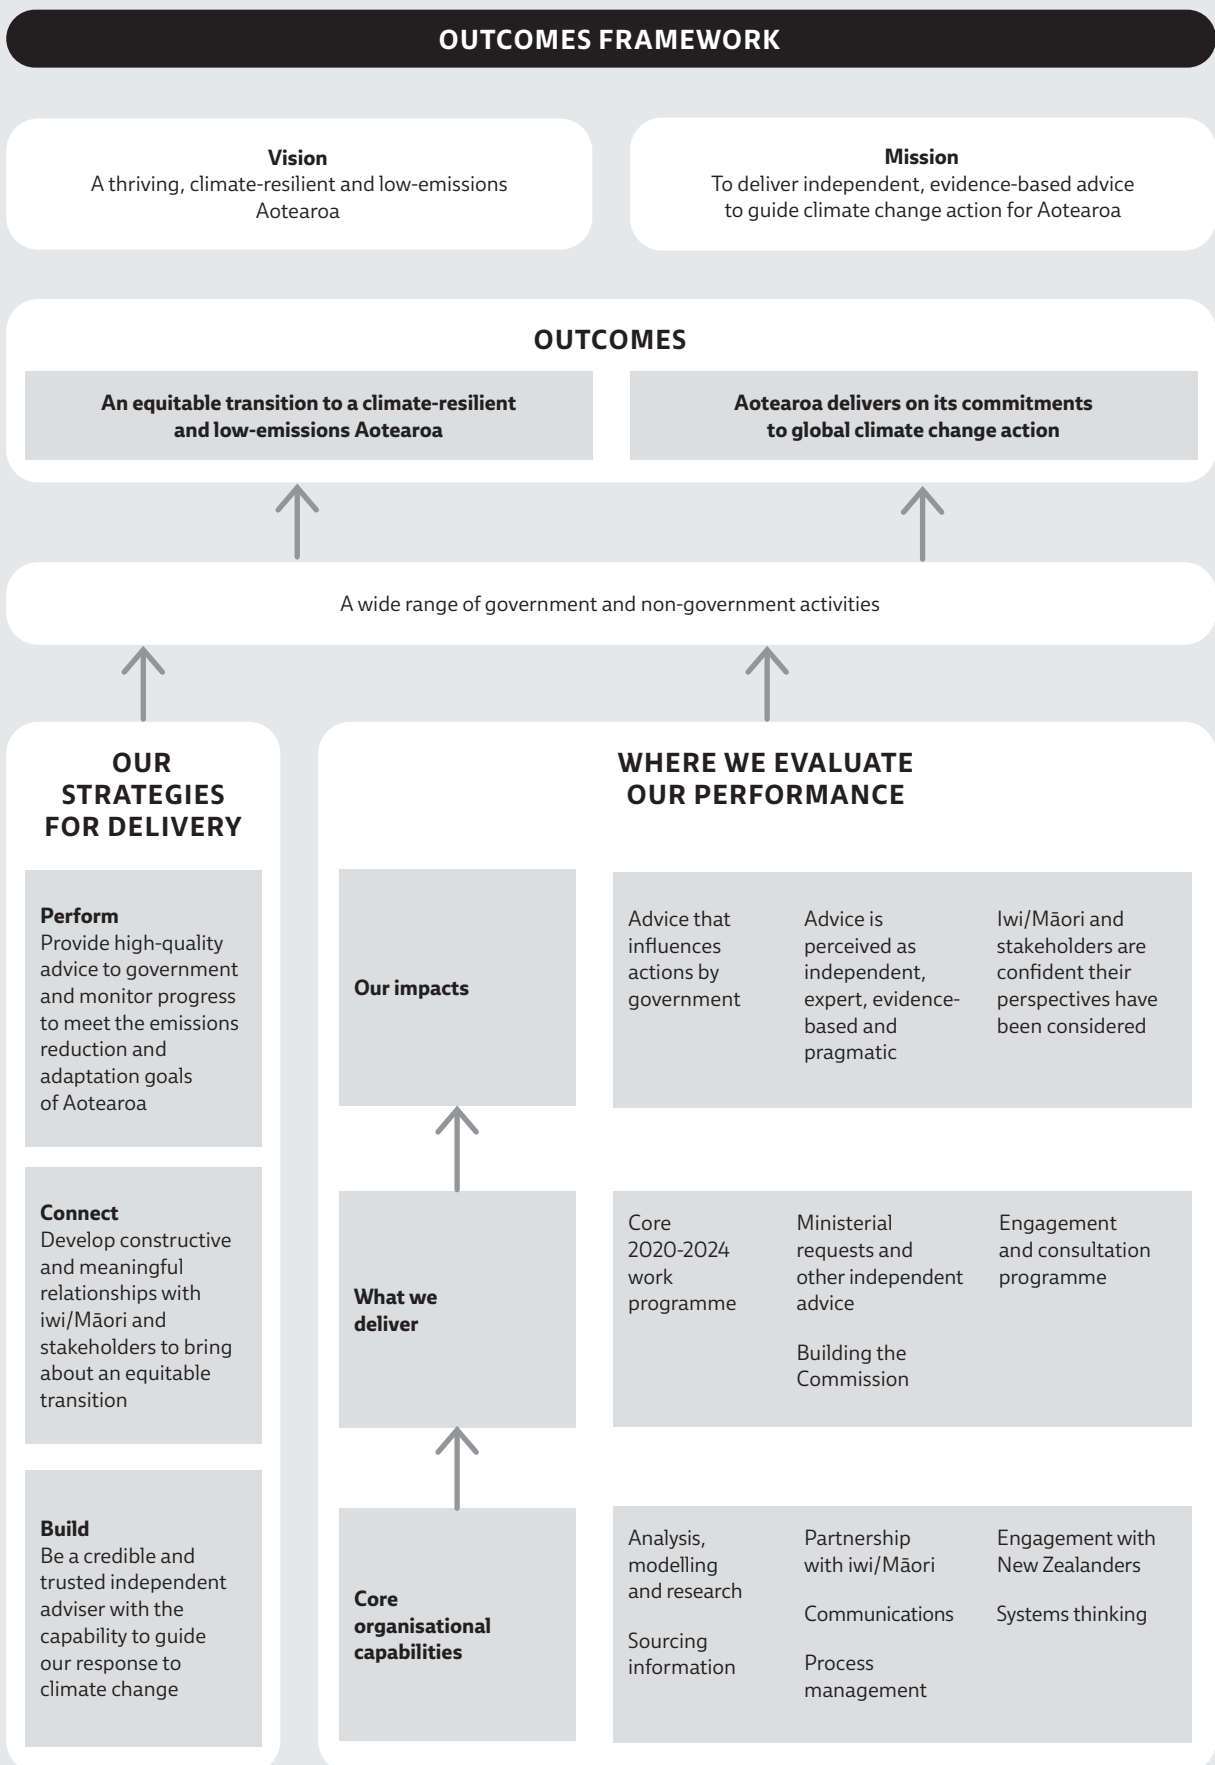 OUTCOMES FRAMEWORK
Vision
A thriving, climate-resilient and low-emissions
Aotearoa
Mission
To deliver independent, evidence-based advice
to guide climate change action for Aotearoa
OUTCOMES
An equitable transition to a climate-resilient
and low-emissions Aotearoa
Aotearoa delivers on its commitments
to global climate change action
A wide range of government and non-government activities
OUR
STRATEGIES
FOR DELIVERY
Perform
Provide high-quality
advice to government
and monitor progress
to meet the emissions
reduction and
adaptation goals
of Aotearoa
Connect
Develop constructive
and meaningful
relationships with
iwi/Māori and
stakeholders to bring
about an equitable
transition
Build
Be a credible and
trusted independent
adviser with the
capability to guide
our response to
climate change
WHERE WE EVALUATE
OUR PERFORMANCE
Our impacts
Advice that
influences
actions by
government
Advice is
perceived as
independent,
expert, evidence-
based and
pragmatic
Iwi/Māori and
stakeholders are
confident their
perspectives have
been considered
What we
deliver
Core
2020-2024
work
programme
Ministerial
requests and
other independent
advice
Building the
Commission
Engagement
and consultation
programme
Core
organisational
capabilities
Analysis,
modelling
and research
Sourcing
information
Partnership
with iwi/Māori
Communications
Process
management
Engagement with
New Zealanders
Systems thinking